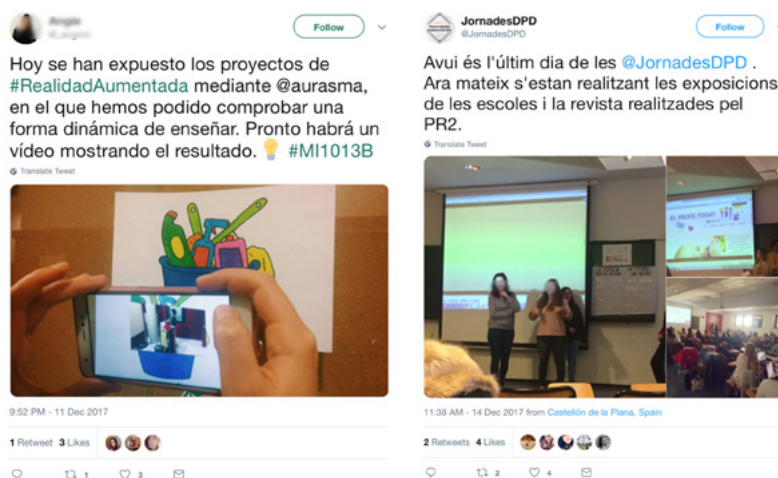 Follow
Hoy se han expuesto los proyectos de
#RealidadAumentada mediante @aurasma,
en el que hemos podido comprobar una
forma dinámica de enseñar. Pronto habrá un
vídeo mostrando el resultado. 💡 #MI1013B
Translate Tweet
9:52 PM - 11 Dec 2017
1 Retweet 3 Likes
1 3
JornadesDPD
@JornadesDPD
Follow
Avui és l'últim dia de les @JornadesDPD .
Ara mateix s'estan realitzant les exposicions
de les escoles i la revista realitzades pel
PR2.
Translate Tweet
EL PROFE TODAY
11:38 AM - 14 Dec 2017 from Castellón de la Plana, Spain
2 Retweets 4 Likes
2 4